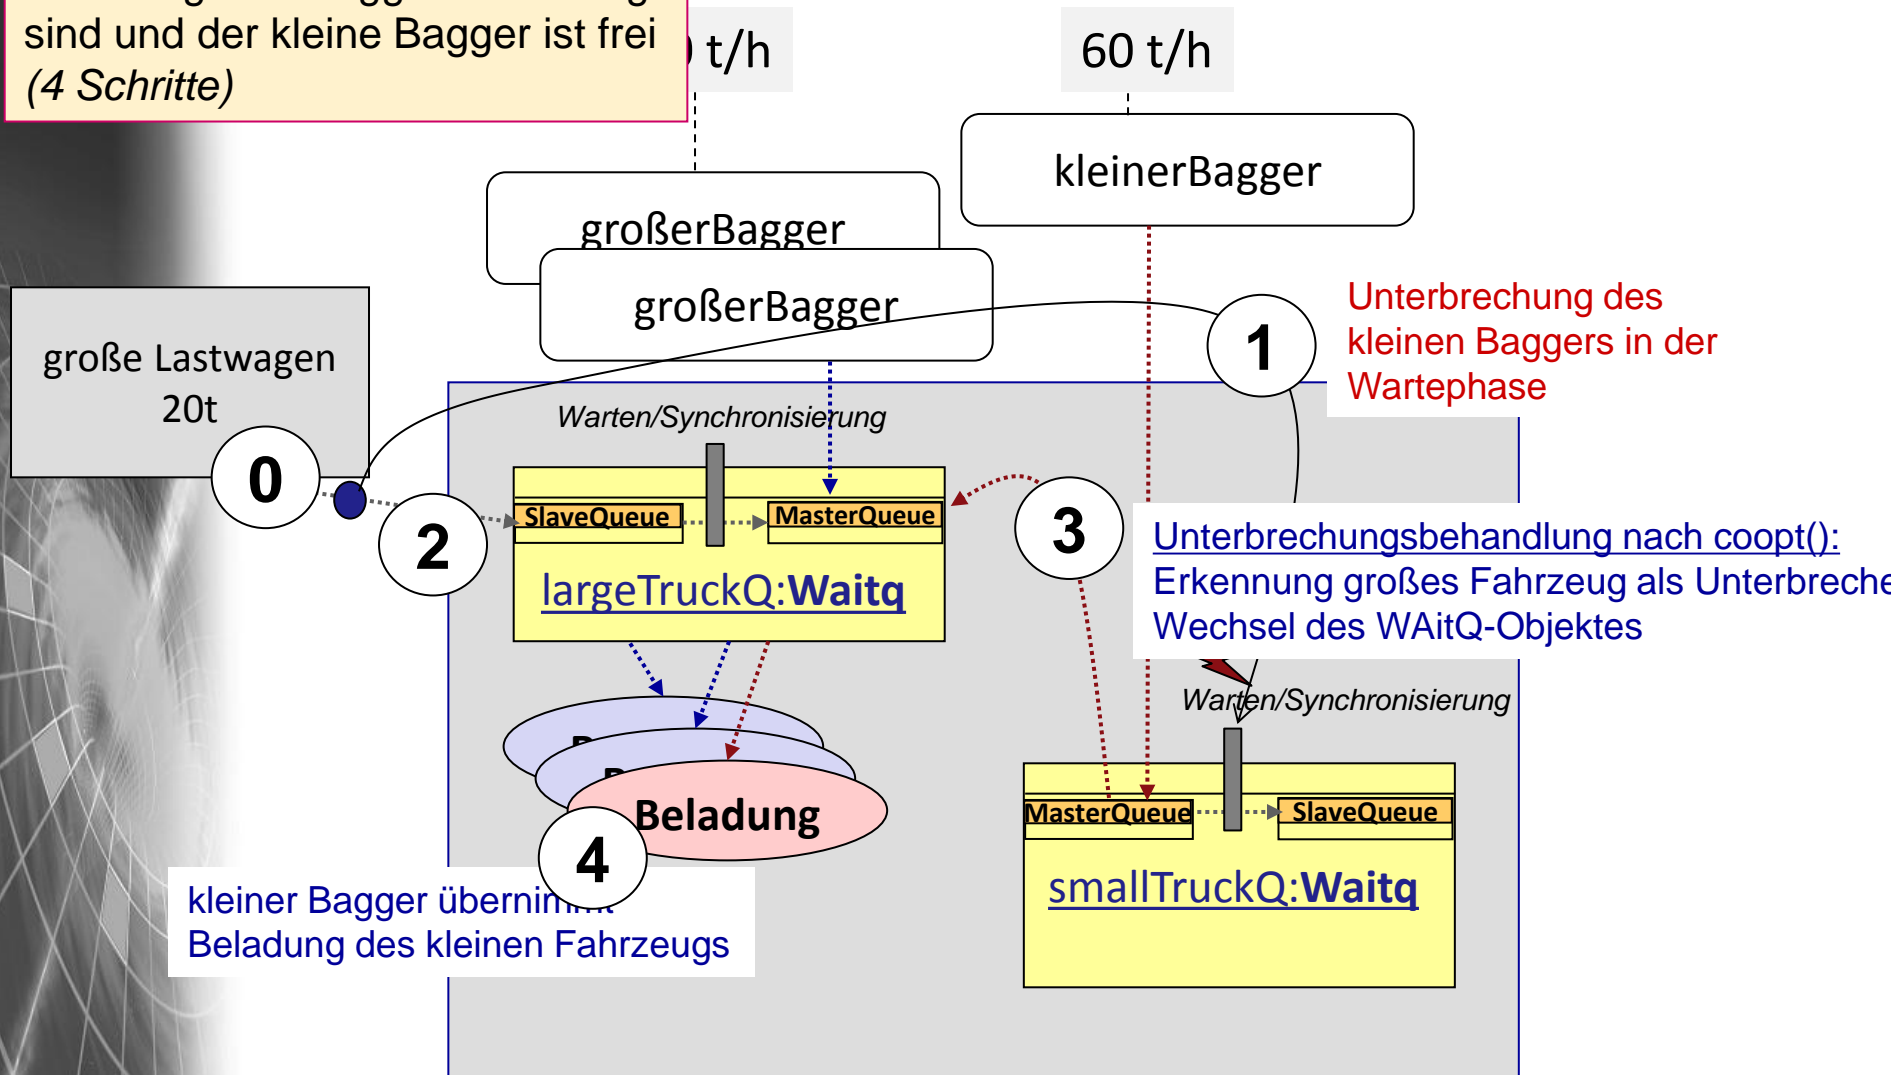 sind und der kleine Bagger ist frei
(4 Schritte)
t/h
60 t/h
kleinerBagger
großerBagger
großerBagger
Unterbrechung des
kleinen Baggers in der
Wartephase
1
große Lastwagen
20t
0
2
Warten/Synchronisierung
SlaveQueue
MasterQueue
largeTruckQ:Waitq
3
Unterbrechungsbehandlung nach coopt():
Erkennung großes Fahrzeug als Unterbreche
Wechsel des WAitQ-Objektes
Warten/Synchronisierung
MasterQueue
SlaveQueue
smallTruckQ:Waitq
Beladung
4
kleiner Bagger übernimmt
Beladung des kleinen Fahrzeugs